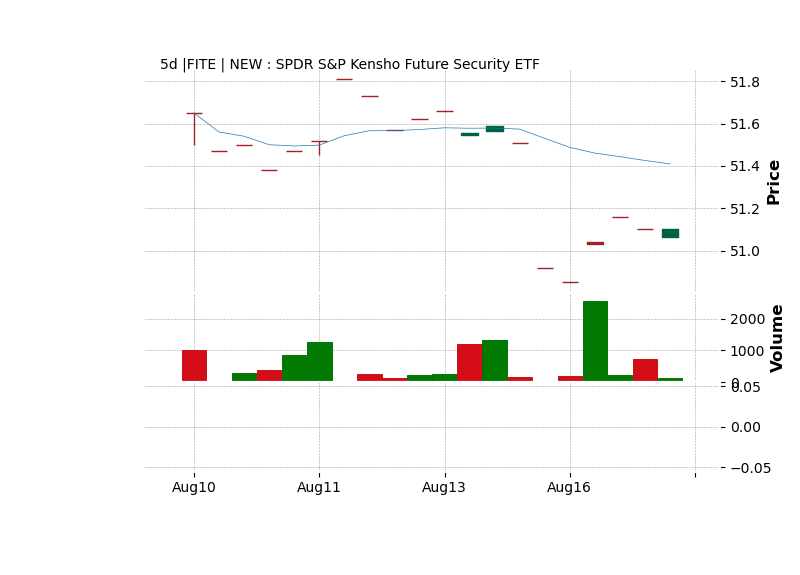 5d |FITE | NEW : SPDR S&P Kensho Future Security ETF
51.8
51.6
51.4
51.2
51.0
Price
2000
1000
0
Volume
0.05
0.00
−0.05
Aug10 Aug11 Aug13 Aug16